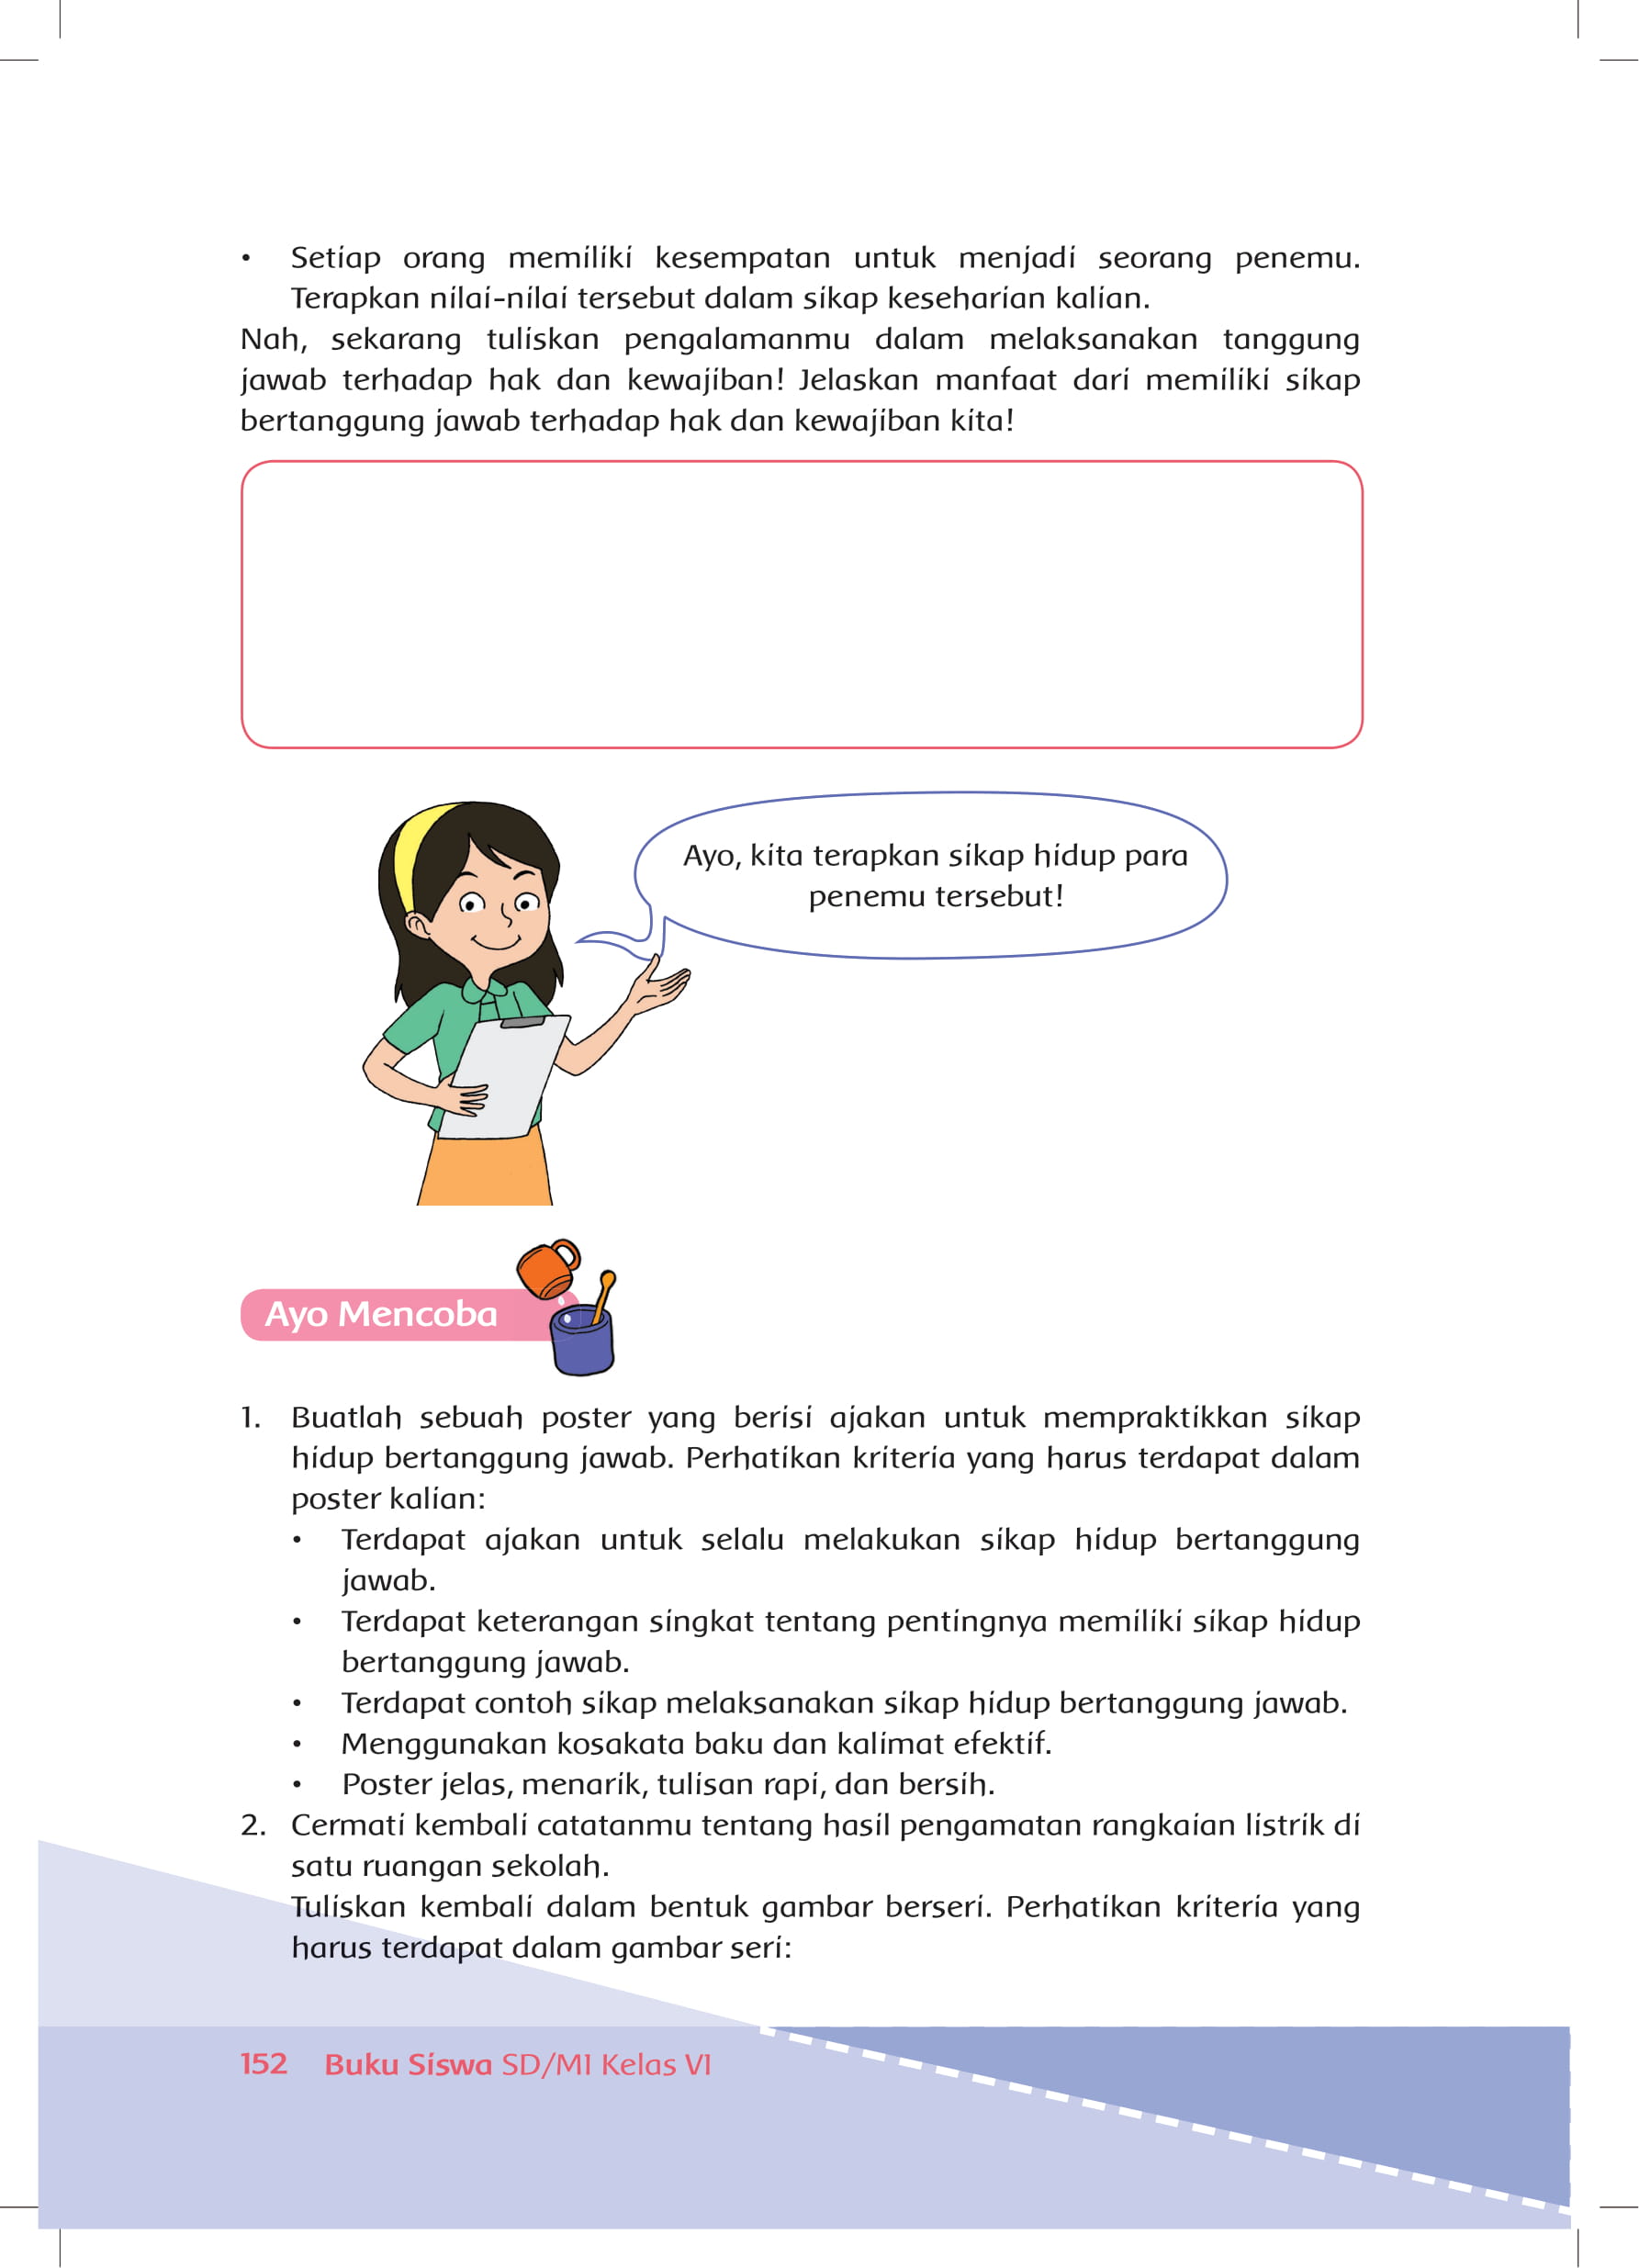 • Setiap orang memiliki kesempatan untuk menjadi seorang penemu.
Terapkan nilai-nilai tersebut dalam sikap keseharian kalian.
Nah, sekarang tuliskan pengalamanmu dalam melaksanakan tanggung
jawab terhadap hak dan kewajiban! Jelaskan manfaat dari memiliki sikap
bertanggung jawab terhadap hak dan kewajiban kita!
Ayo, kita terapkan sikap hidup para
penemu tersebut!
Ayo Mencoba
1. Buatlah sebuah poster yang berisi ajakan untuk mempraktikkan sikap
hidup bertanggung jawab. Perhatikan kriteria yang harus terdapat dalam
poster kalian:
• Terdapat ajakan untuk selalu melakukan sikap hidup bertanggung
jawab.
• Terdapat keterangan singkat tentang pentingnya memiliki sikap hidup
bertanggung jawab.
• Terdapat contoh sikap melaksanakan sikap hidup bertanggung jawab.
• Menggunakan kosakata baku dan kalimat efektif.
• Poster jelas, menarik, tulisan rapi, dan bersih.
2. Cermati kembali catatanmu tentang hasil pengamatan rangkaian listrik di
satu ruangan sekolah.
Tuliskan kembali dalam bentuk gambar berseri. Perhatikan kriteria yang
harus terdapat dalam gambar seri:
152 Buku Siswa SD/MI Kelas VI